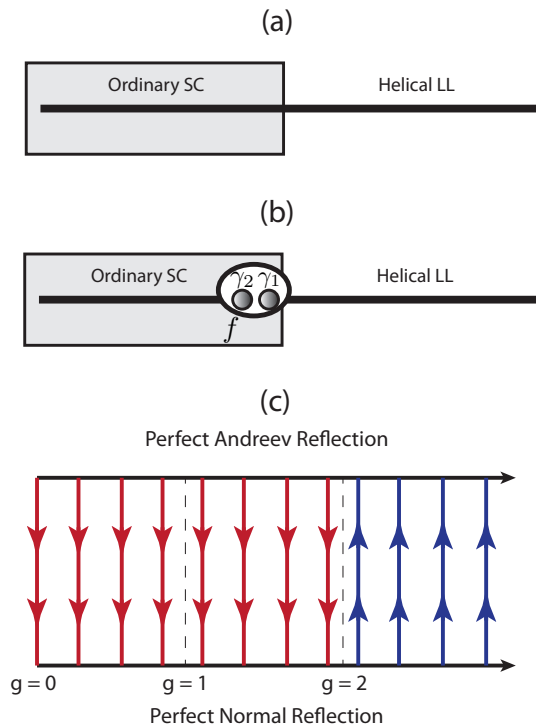 (a)
Ordinary SC
Helical LL
(b)
Ordinary SC
γ2 γ1
Helical LL
f
(c)
Perfect Andreev Reflection
g = 0
g = 1
g = 2
Perfect Normal Reflection